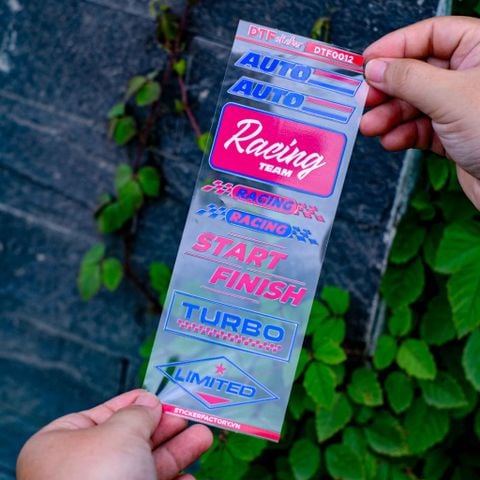 DTF sticker DTF0012
AUTO
AUTO
Racing
TEAM
RACING
RACING
START
FINISH
TURBO
LIMITED
STICKERFACTORY.VN